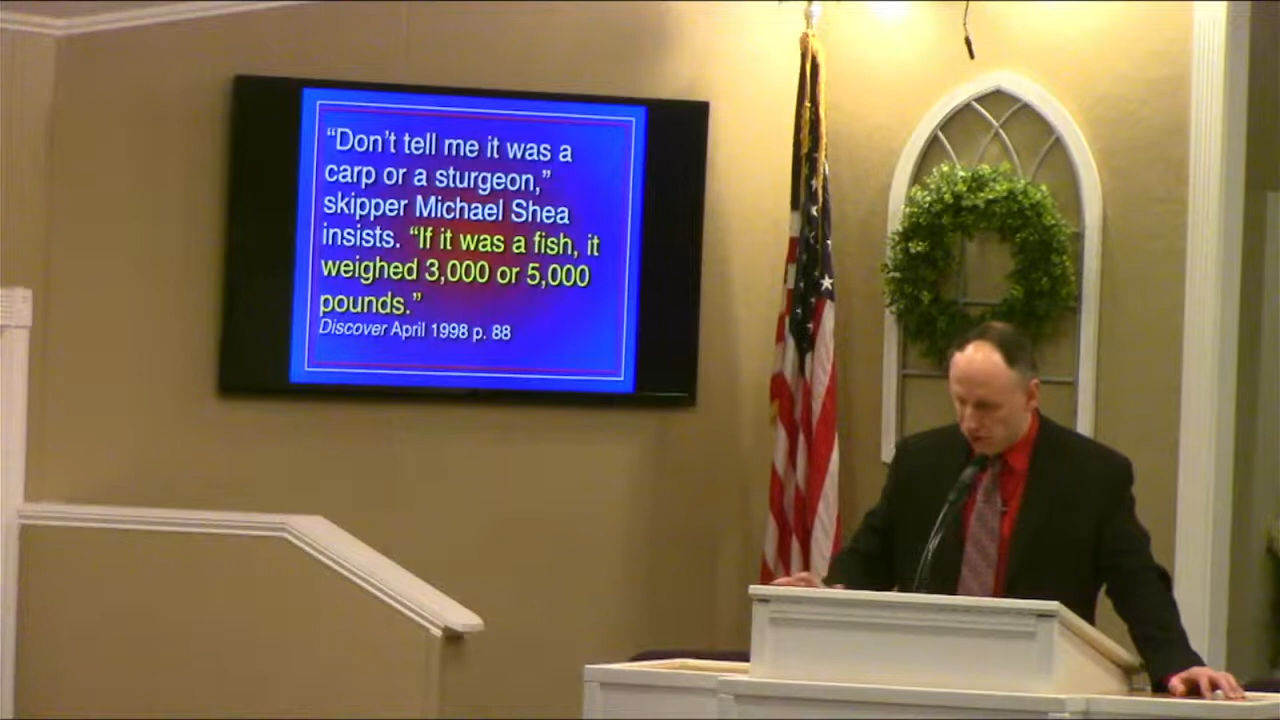 “Don’t tell me it was a
carp or a sturgeon,”
skipper Michael Shea
insists. “If it was a fish, it
weighed 3,000 or 5,000
pounds.”
Discover April 1998 p. 88